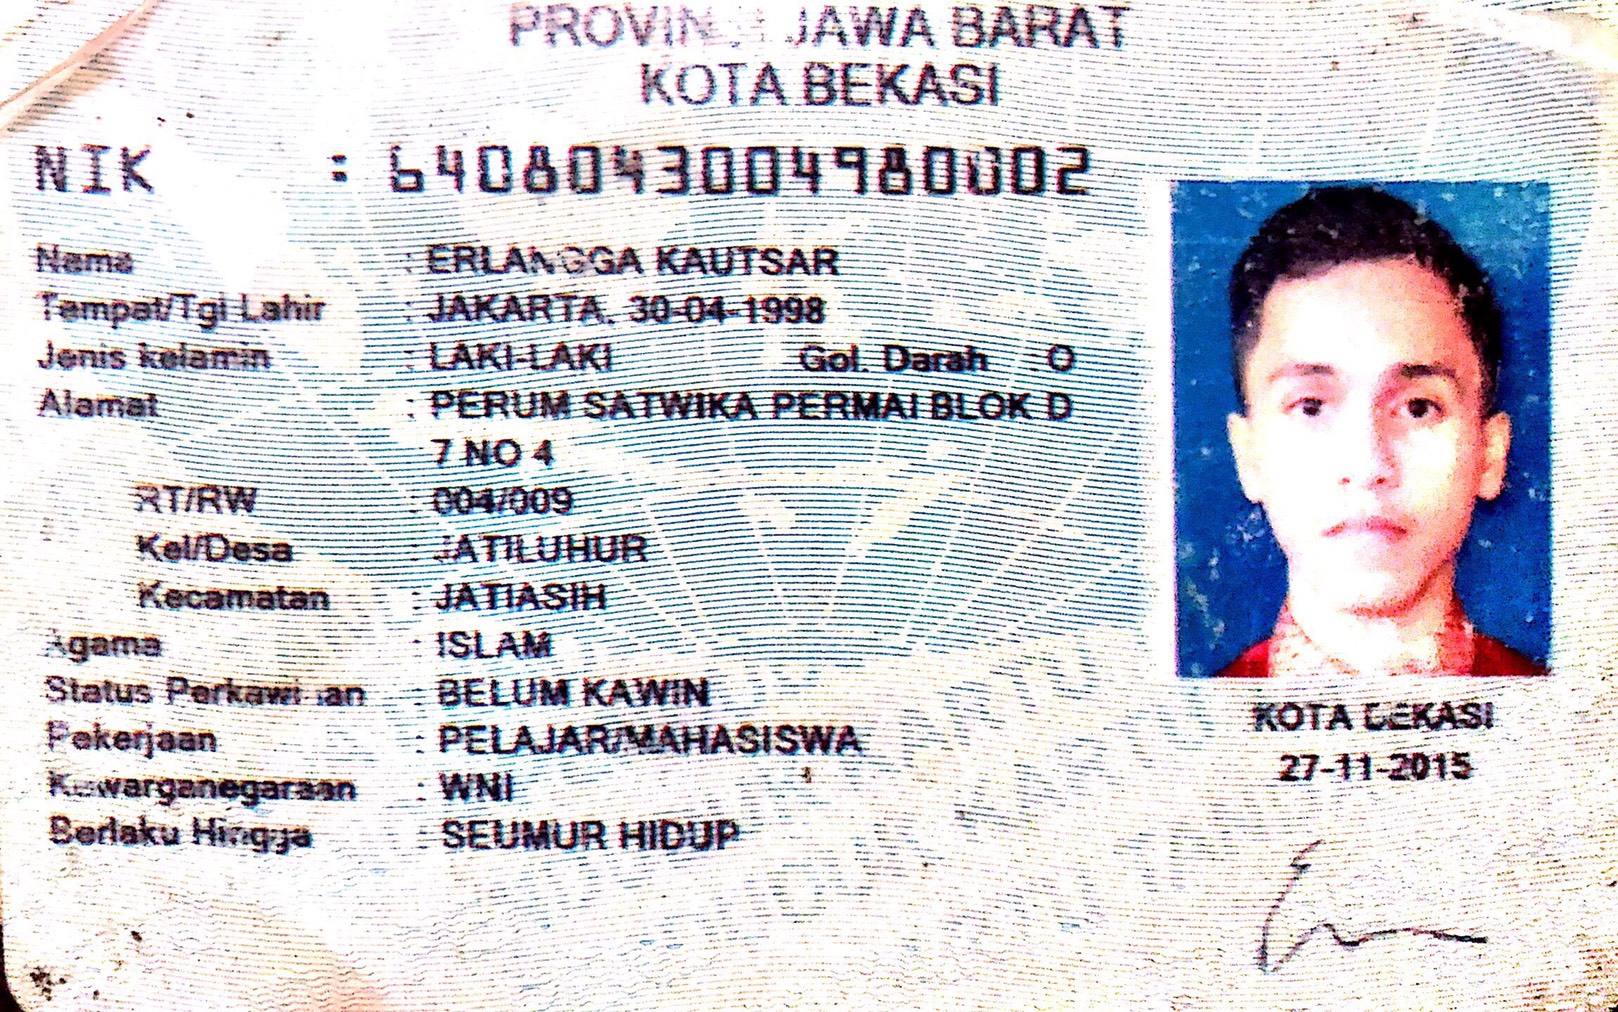 PROVINSI JAWA BARAT
KOTA BEKASI
NIK : 6408043004980002
Nama : ERLANGGA KAUTSAR
Tempat/Tgl Lahir : JAKARTA, 30-04-1998
Jenis kelamin : LAKI-LAKI Gol. Darah : O
Alamat : PERUM SATWIKA PERMAI BLOK D
7 NO 4
RT/RW : 004/009
Kel/Desa : JATILUHUR
Kecamatan : JATIASIH
Agama : ISLAM
Status Perkawinan : BELUM KAWIN
Pekerjaan : PELAJAR/MAHASISWA
Kewarganegaraan : WNI
Berlaku Hingga : SEUMUR HIDUP
KOTA BEKASI
27-11-2015